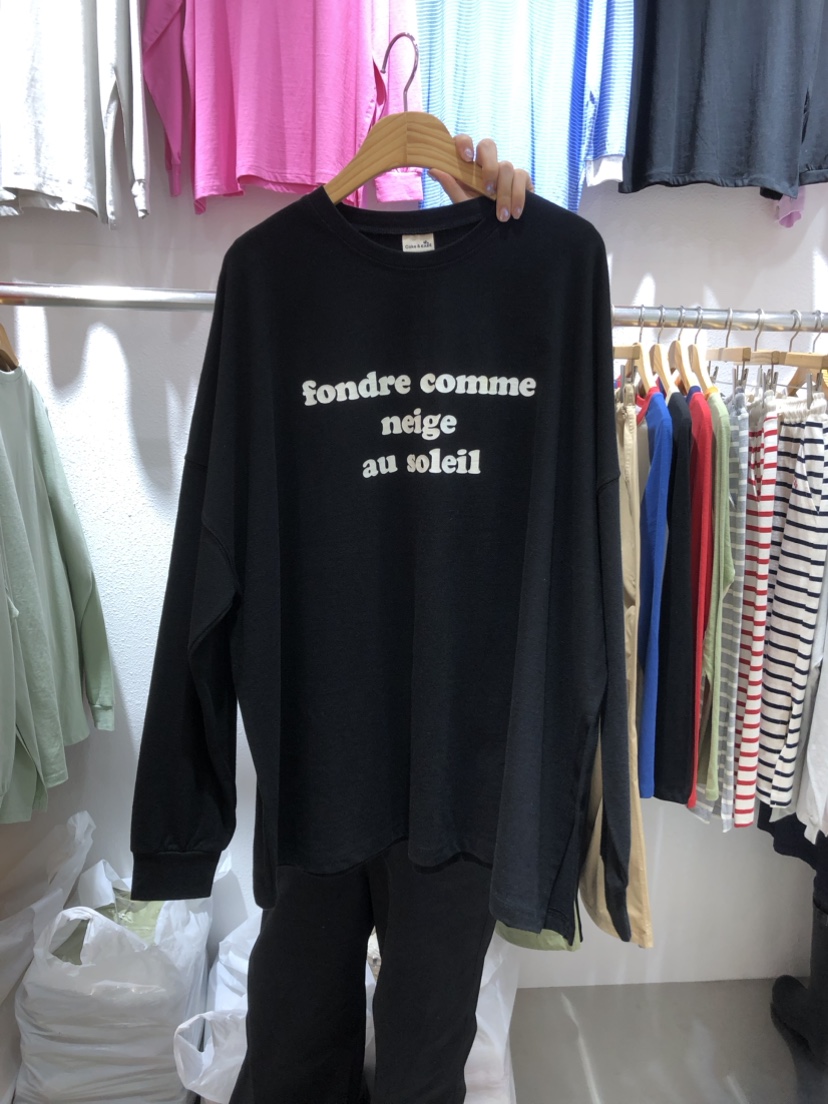 fondre comme
neige
au soleil